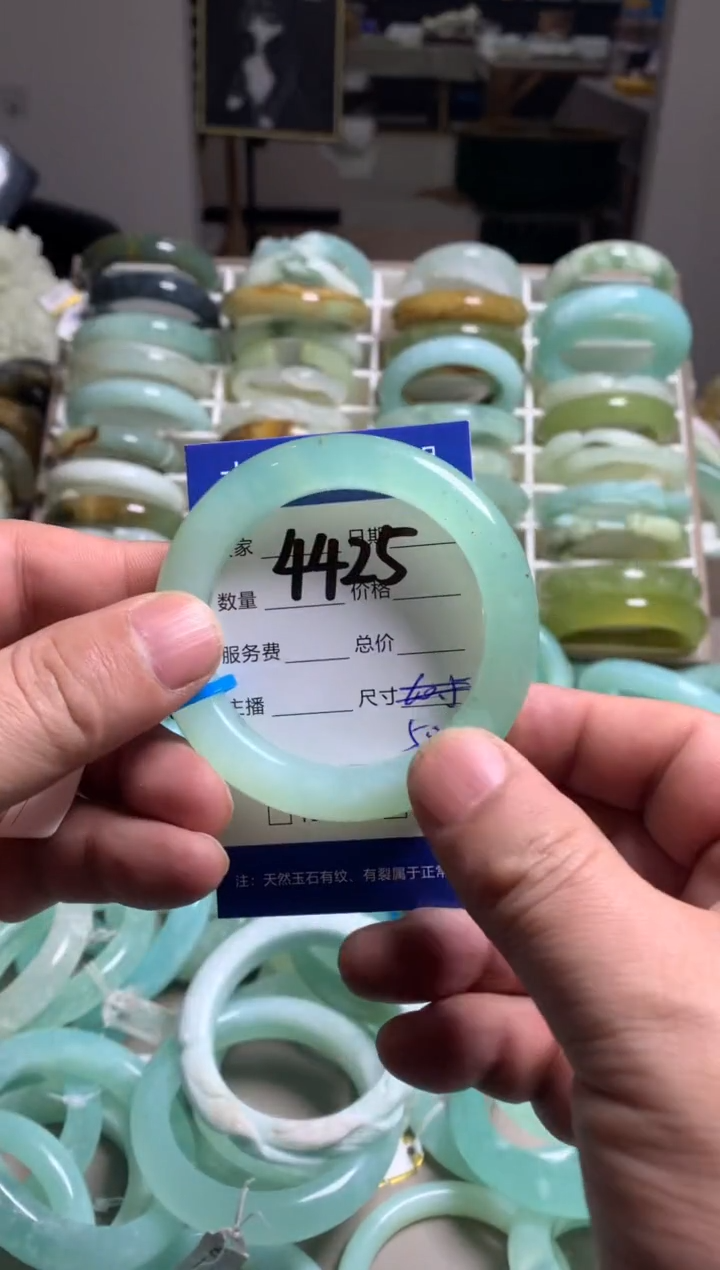 家 4425 日期
数量 价格
服务费 总价
主播 尺寸
注：天然玉石有纹、有裂属于正常